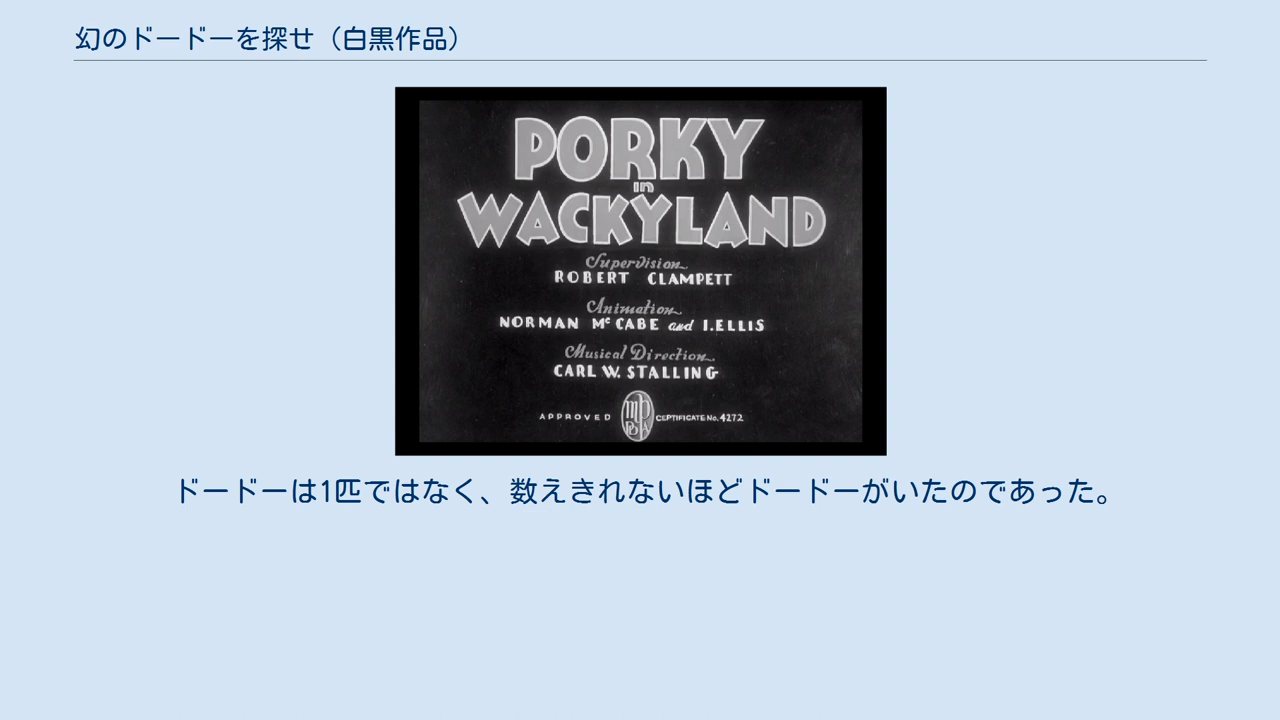 幻のドードーを探せ（白黒作品）
PORKY
in
WACKYLAND
Supervision
ROBERT CLAMPETT
Animation
NORMAN McCABE and I.ELLIS
Musical Direction
CARL W. STALLING
APPROVED MPPDA CERTIFICATE No. 4272
ドードーは1匹ではなく、数えきれないほどドードーがいたのであった。